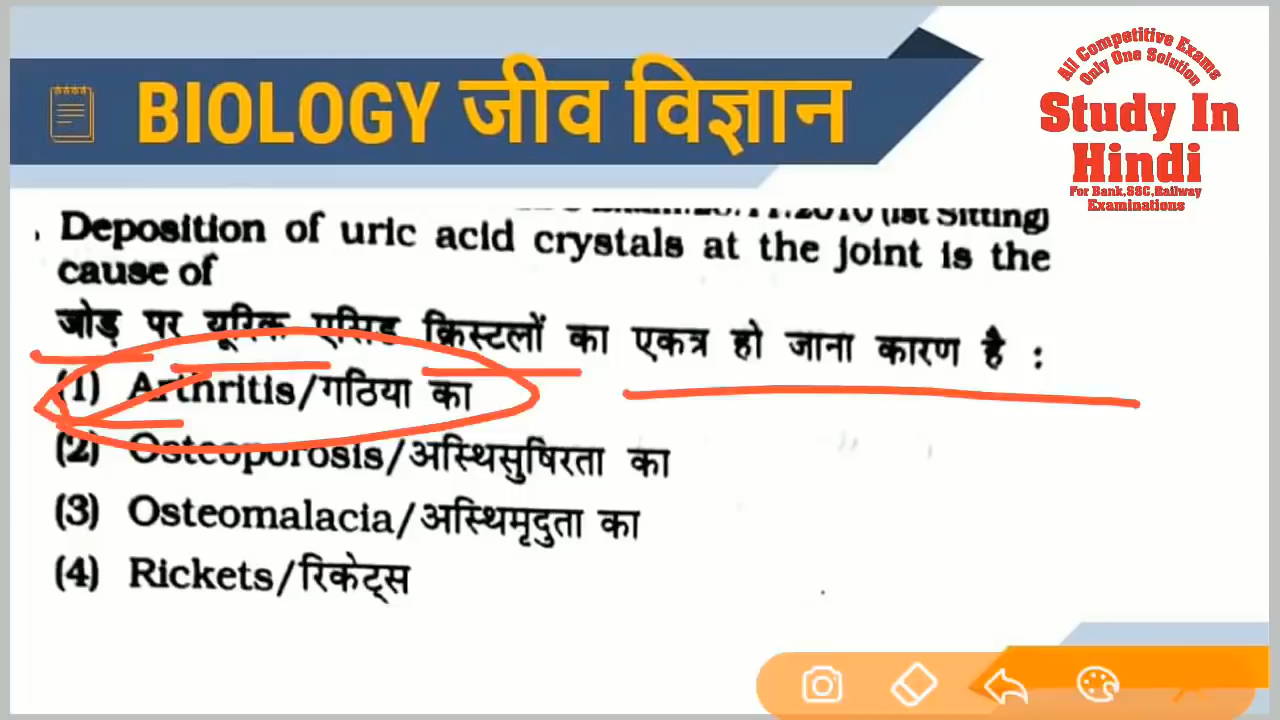 BIOLOGY जीव विज्ञान
All Competitive Exams
Only One Solution
Study In
Hindi
For Bank,SSC,Railway
Examinations
(Ist Sitting)
Deposition of uric acid crystals at the joint is the
cause of
जोड़ पर यूरिक एसिड क्रिस्टलों का एकत्र हो जाना कारण है :
(1) Arthritis/गठिया का
(2) Osteoporosis/अस्थिसुषिरता का
(3) Osteomalacia/अस्थिमृदुता का
(4) Rickets/रिकेट्स